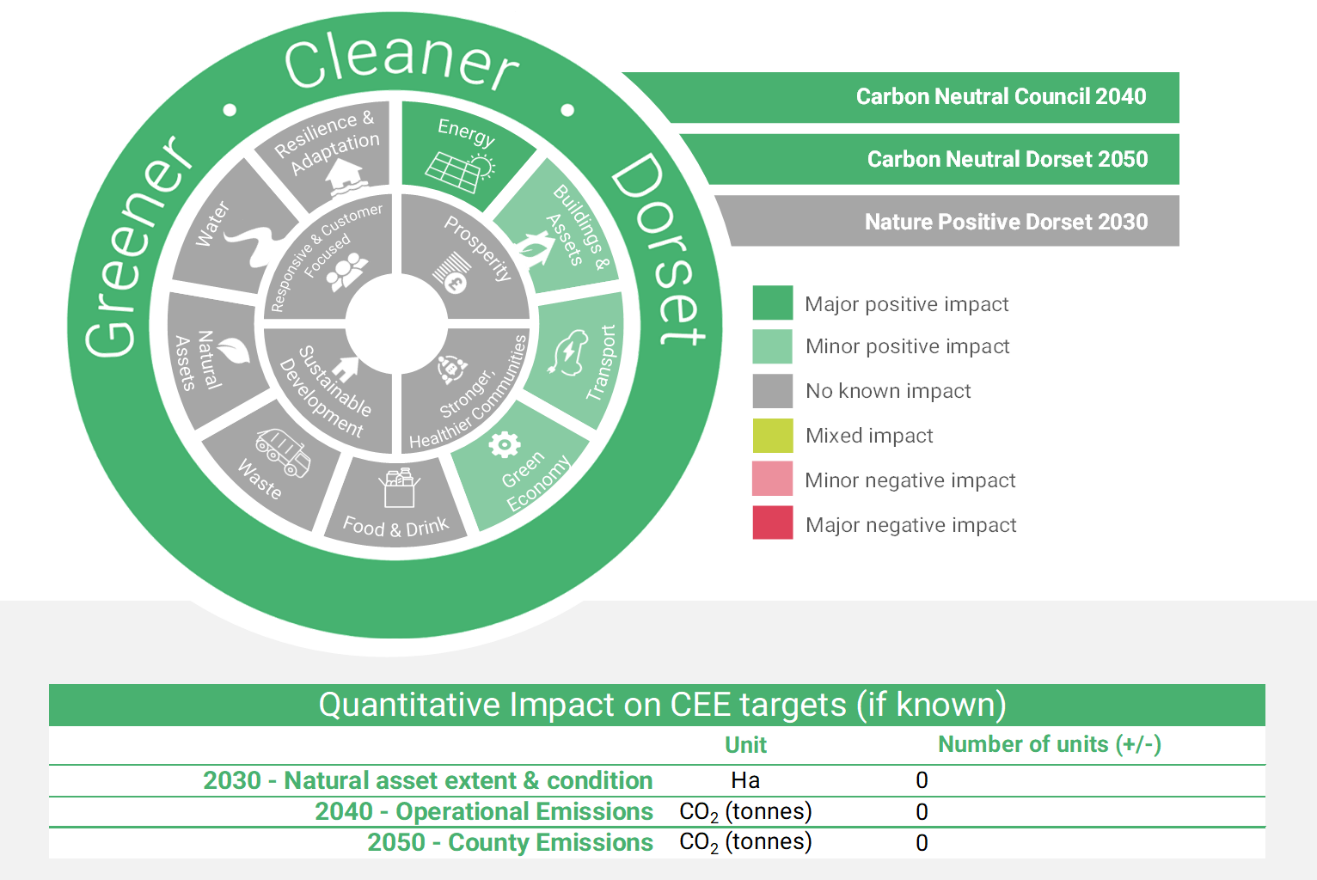 Cleaner
Greener
Dorset
Carbon Neutral Council 2040
Carbon Neutral Dorset 2050
Nature Positive Dorset 2030
Resilience &
Adaptation
Energy
Buildings &
Assets
Transport
Green
Economy
Food & Drink
Waste
Natural
Assets
Water
Responsive & Customer
Focused
Prosperity
£
Stronger,
Healthier Communities
Sustainable
Development
Major positive impact
Minor positive impact
No known impact
Mixed impact
Minor negative impact
Major negative impact
Quantitative Impact on CEE targets (if known)
Unit Number of units (+/-)
2030 - Natural asset extent & condition Ha 0
2040 - Operational Emissions CO₂ (tonnes) 0
2050 - County Emissions CO₂ (tonnes) 0